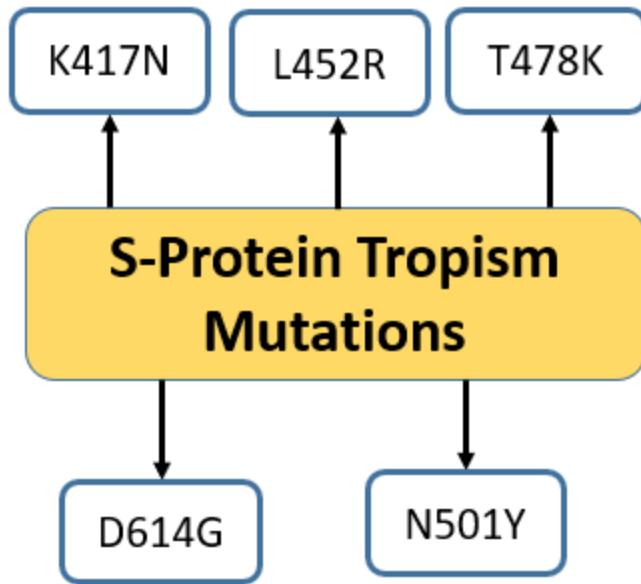 K417N
L452R
T478K
S-Protein Tropism
Mutations
D614G
N501Y